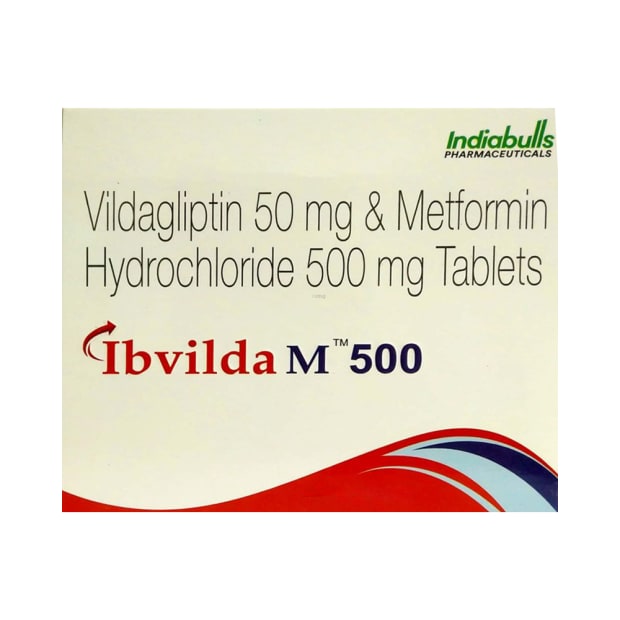 Indiabulls
PHARMACEUTICALS
Vildagliptin 50 mg & Metformin
Hydrochloride 500 mg Tablets
Ibvilda M™ 500